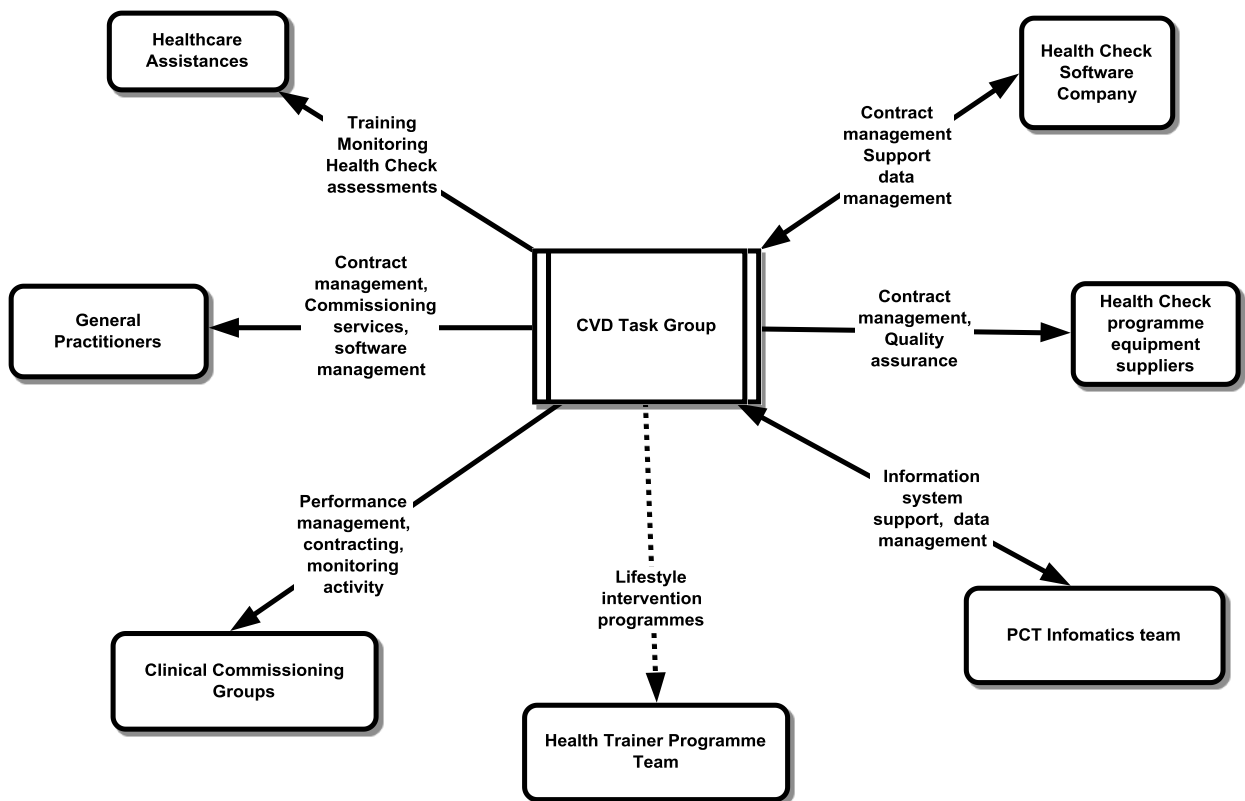 Healthcare
Assistances
Health Check
Software
Company
Training
Monitoring
Health Check
assessments
Contract
management
Support
data
management
General
Practitioners
Contract
management,
Commissioning
services,
software
management
CVD Task Group
Contract
management,
Quality
assurance
Health Check
programme
equipment
suppliers
Performance
management,
contracting,
monitoring
activity
Information
system
support, data
management
Lifestyle
intervention
programmes
Clinical Commissioning
Groups
Health Trainer Programme
Team
PCT Infomatics team